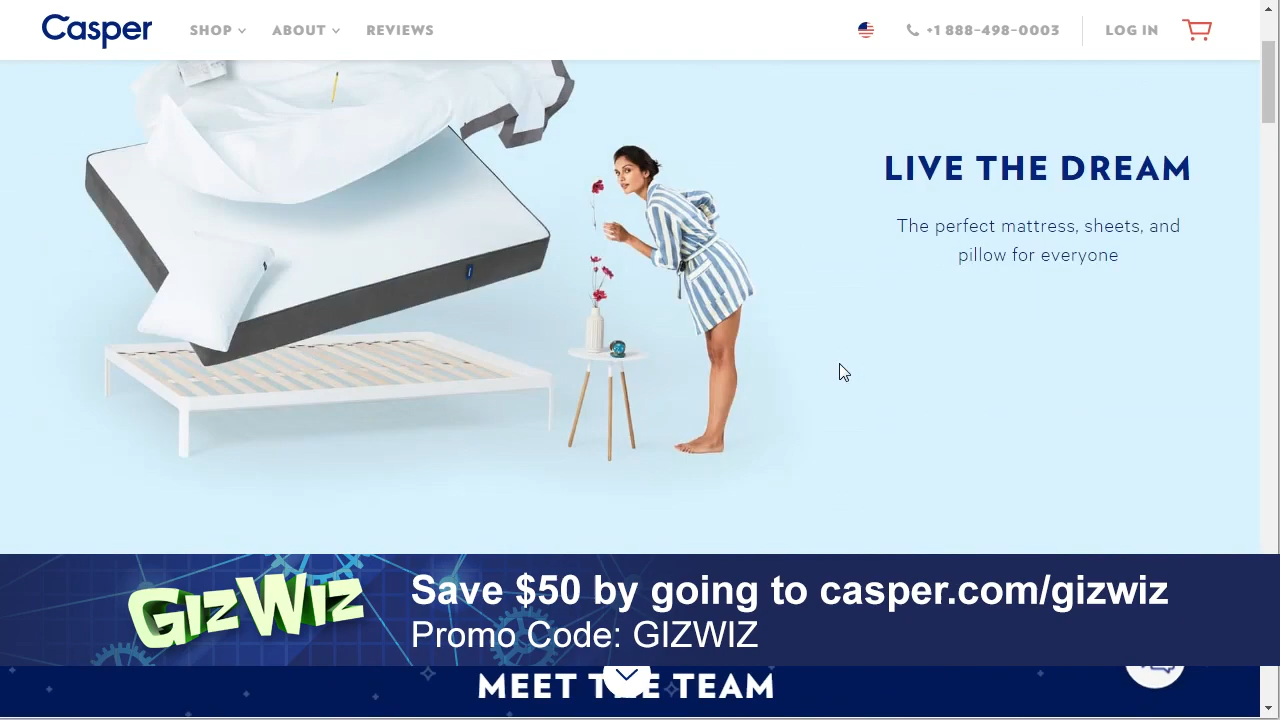 Casper
SHOP
ABOUT
REVIEWS
+1 888-498-0003
LOG IN
LIVE THE DREAM
The perfect mattress, sheets, and
pillow for everyone
GIZWIZ
Save $50 by going to casper.com/gizwiz
Promo Code: GIZWIZ
MEET THE TEAM